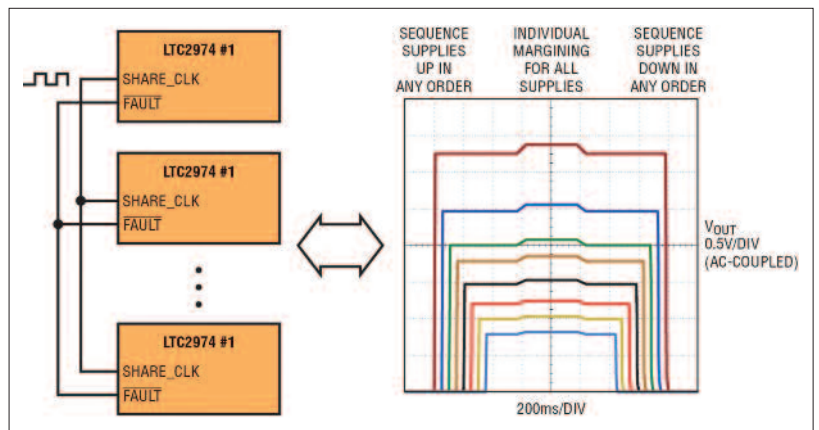 LTC2974 #1
SHARE_CLK
FAULT
LTC2974 #1
SHARE_CLK
FAULT
LTC2974 #1
SHARE_CLK
FAULT
SEQUENCE
SUPPLIES
UP IN
ANY ORDER
INDIVIDUAL
MARGINING
FOR ALL
SUPPLIES
SEQUENCE
SUPPLIES
DOWN IN
ANY ORDER
VOUT
0.5V/DIV
(AC-COUPLED)
200ms/DIV